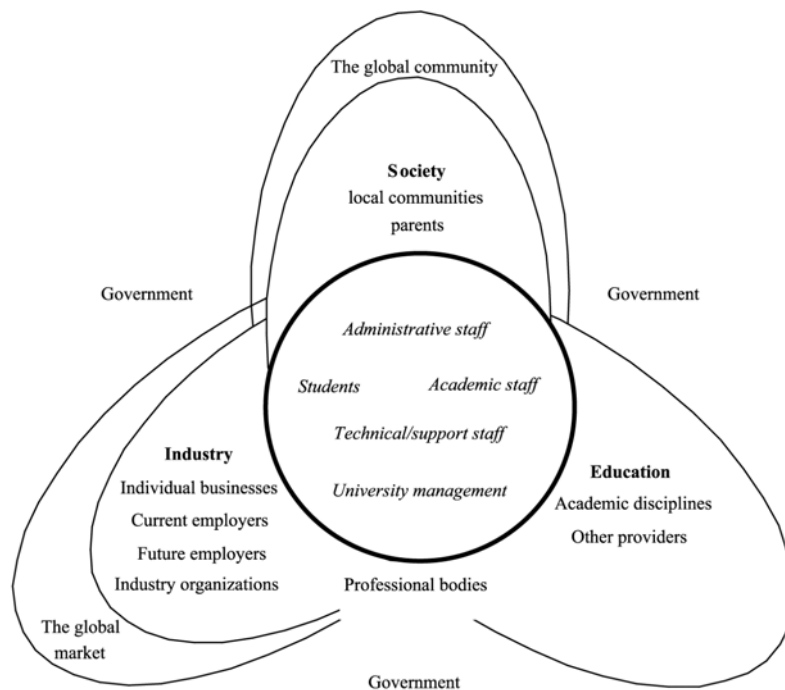 The global community
Society
local communities
parents
Government
Government
Administrative staff
Students
Academic staff
Technical/support staff
University management
Industry
Individual businesses
Current employers
Future employers
Industry organizations
Education
Academic disciplines
Other providers
Professional bodies
The global
market
Government